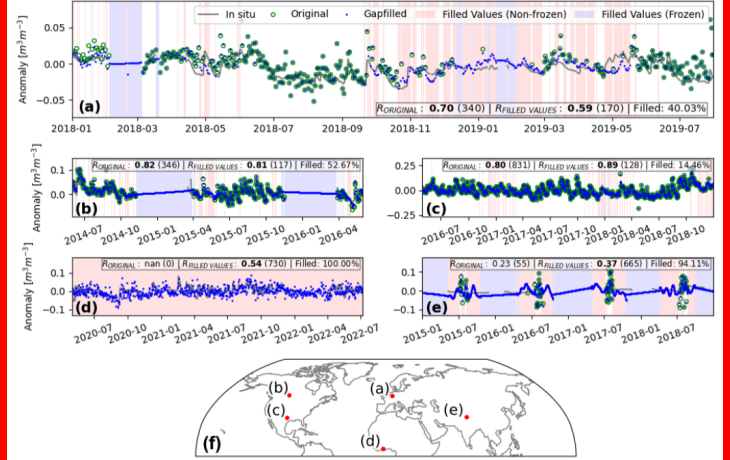 In situ Original Gapfilled Filled Values (Non-frozen) Filled Values (Frozen)
Anomaly [m³m⁻³]
0.05
0.00
−0.05
(a)
R_ORIGINAL : 0.70 (340) | R_FILLED VALUES : 0.59 (170) | Filled: 40.03%
2018-01 2018-03 2018-05 2018-07 2018-09 2018-11 2019-01 2019-03 2019-05 2019-07
Anomaly [m³m⁻³]
0.1
0.0
R_ORIGINAL : 0.82 (346) | R_FILLED VALUES : 0.81 (117) | Filled: 52.67%
(b)
2014-07 2014-10 2015-01 2015-04 2015-07 2015-10 2016-01 2016-04
0.25
0.00
−0.25
R_ORIGINAL : 0.80 (831) | R_FILLED VALUES : 0.89 (128) | Filled: 14.46%
(c)
2016-07 2016-10 2017-01 2017-04 2017-07 2017-10 2018-01 2018-04 2018-07 2018-10
Anomaly [m³m⁻³]
0.1
0.0
−0.1
R_ORIGINAL : nan (0) | R_FILLED VALUES : 0.54 (730) | Filled: 100.00%
(d)
2020-07 2020-10 2021-01 2021-04 2021-07 2021-10 2022-01 2022-04 2022-07
0.1
0.0
−0.1
R_ORIGINAL : 0.23 (55) | R_FILLED VALUES : 0.37 (665) | Filled: 94.11%
(e)
2015-01 2015-07 2016-01 2016-07 2017-01 2017-07 2018-01 2018-07
(b)
(a)
(c)
(e)
(d)
(f)